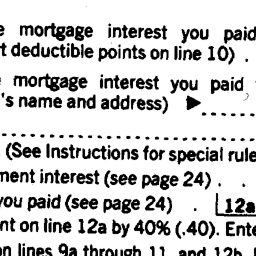 mortgage interest you paid
t deductible points on line 10) .
mortgage interest you paid
's name and address) ▶
(See Instructions for special rule
ment interest (see page 24) . .
you paid (see page 24) . 12a
nt on line 12a by 40% (.40). Ente
on lines 9a through 11, and 12b.